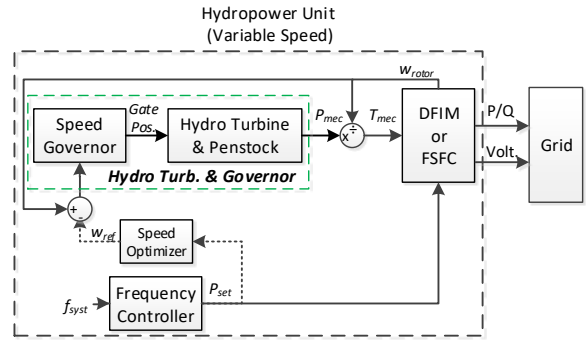 Hydropower Unit
(Variable Speed)
w_rotor
Gate
Pos.
P_mec
T_mec
P/Q
Speed
Governor
Hydro Turbine
& Penstock
x
÷
DFIM
or
FSFC
Grid
Volt.
Hydro Turb. & Governor
+
-
w_ref
Speed
Optimizer
P_set
f_syst
Frequency
Controller